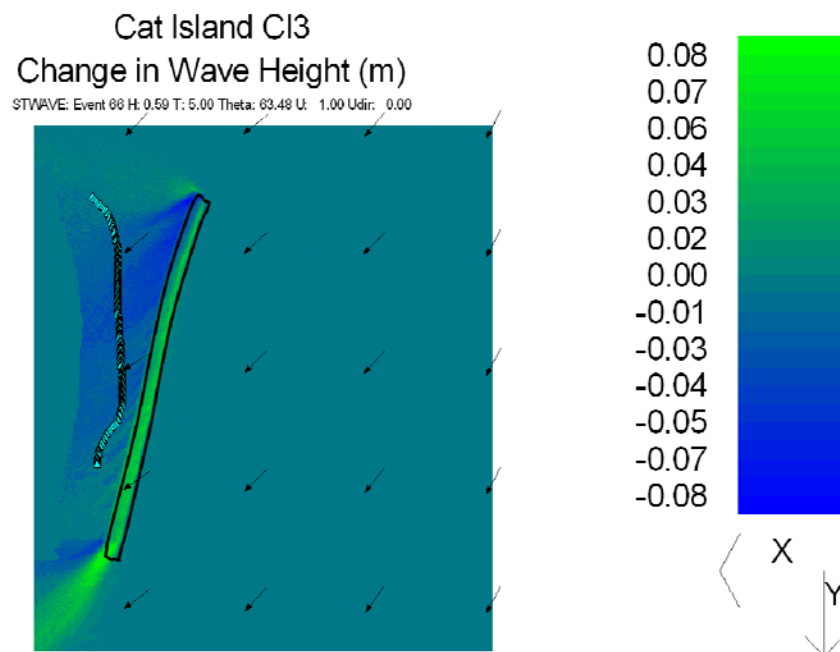 Cat Island CI3
Change in Wave Height (m)
STWAVE: Event 66 H: 0.59 T: 5.00 Theta: 63.48 U: 1.00 Udir: 0.00
0.08
0.07
0.06
0.04
0.03
0.02
0.00
-0.01
-0.03
-0.04
-0.05
-0.07
-0.08
X
Y